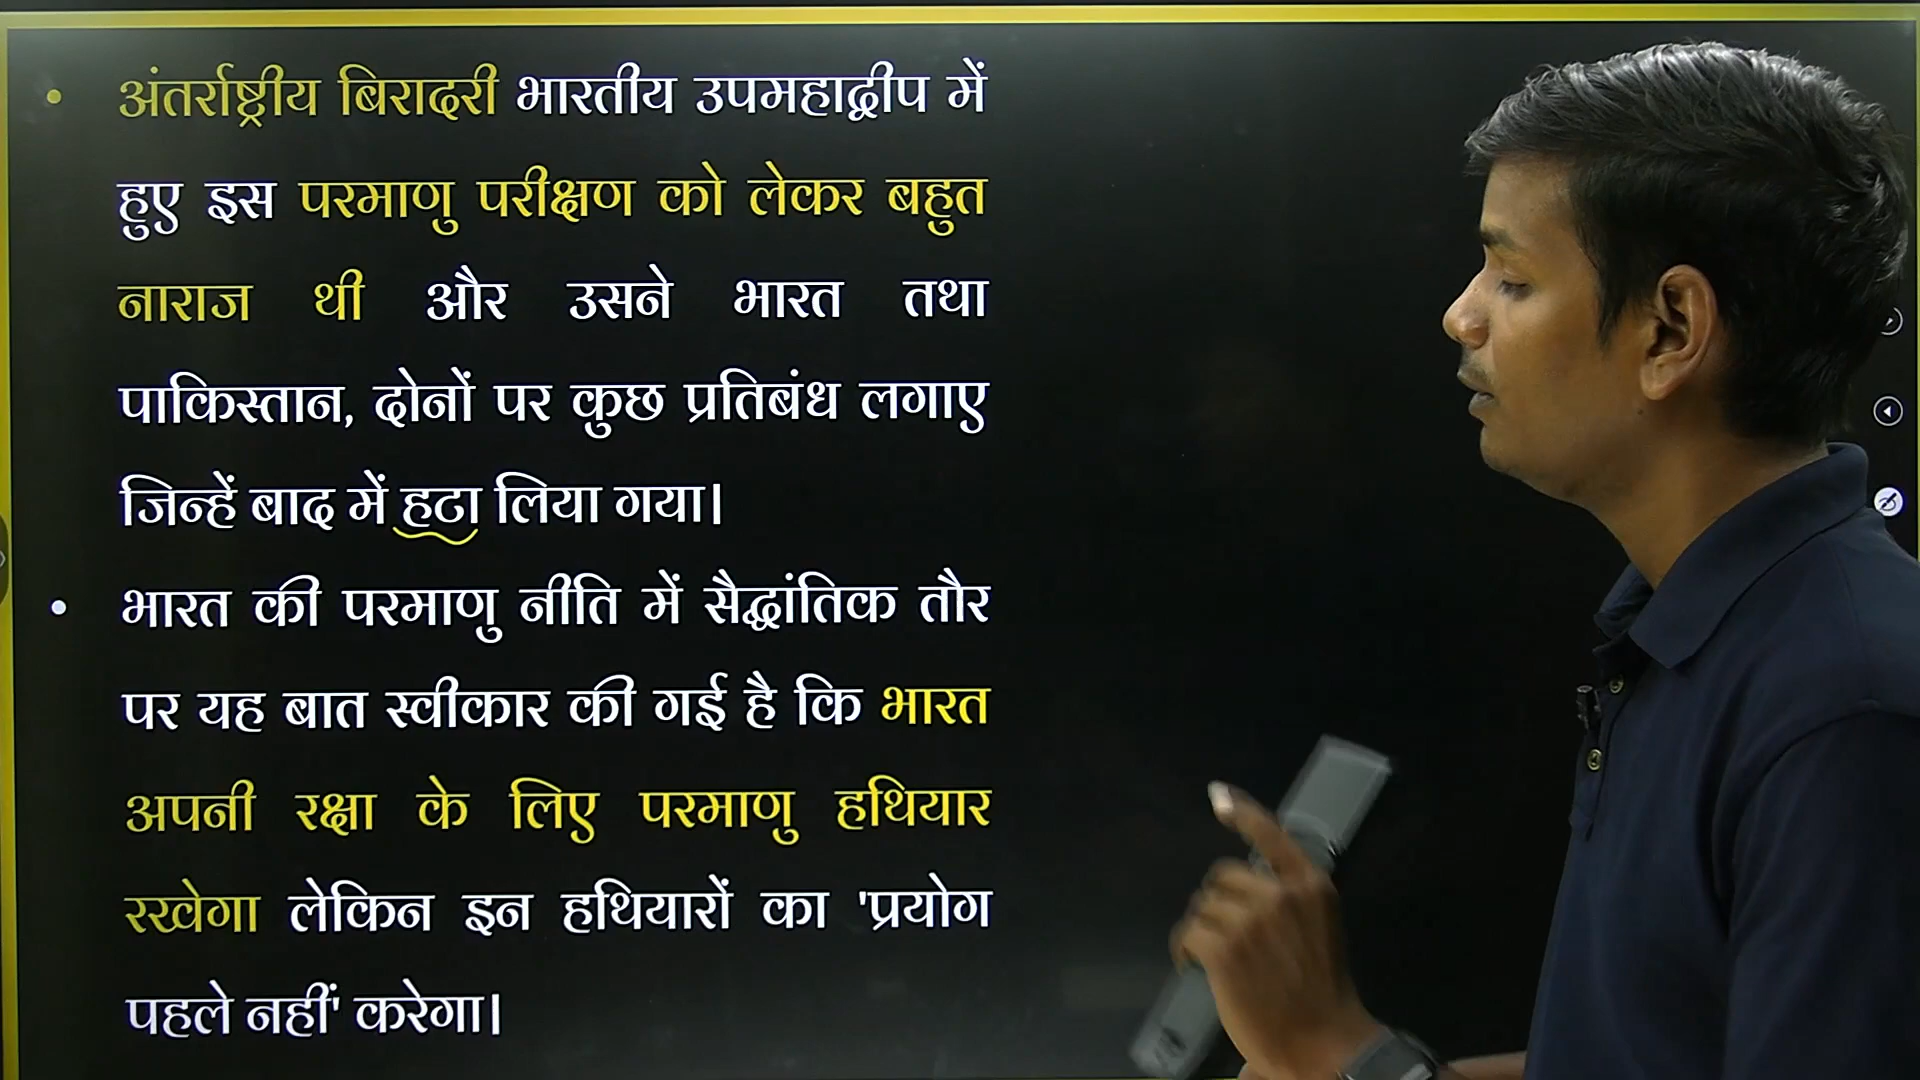 • अंतर्राष्ट्रीय बिरादरी भारतीय उपमहाद्वीप में
हुए इस परमाणु परीक्षण को लेकर बहुत
नाराज थी और उसने भारत तथा
पाकिस्तान, दोनों पर कुछ प्रतिबंध लगाए
जिन्हें बाद में हटा लिया गया।
• भारत की परमाणु नीति में सैद्धांतिक तौर
पर यह बात स्वीकार की गई है कि भारत
अपनी रक्षा के लिए परमाणु हथियार
रखेगा लेकिन इन हथियारों का 'प्रयोग
पहले नहीं' करेगा।